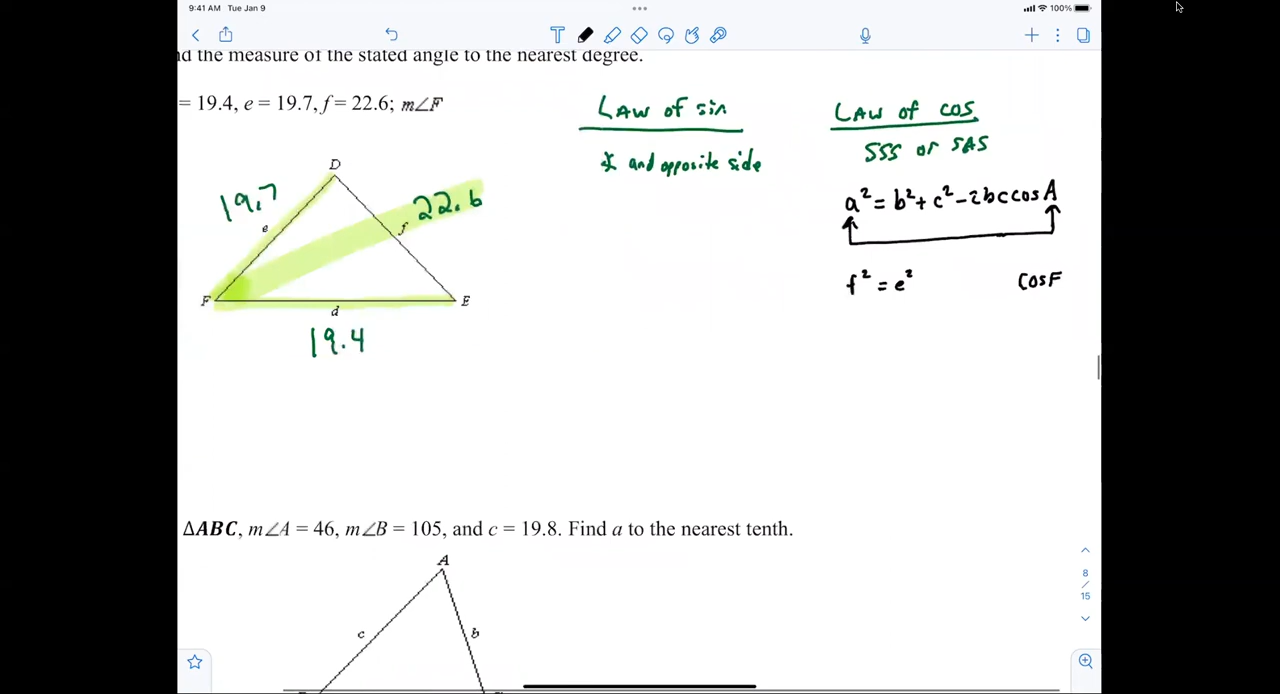 9:41 AM Tue Jan 9
100%
nd the measure of the stated angle to the nearest degree.
= 19.4, e = 19.7, f = 22.6; m∠F
LAW of sin
∡ and opposite side
LAW of cos
SSS or SAS
a² = b² + c² - 2bc cos A
f² = e² cos F
D
19.7
22.6
e
f
F
E
d
19.4
ΔABC, m∠A = 46, m∠B = 105, and c = 19.8. Find a to the nearest tenth.
A
c
b
8
/
15